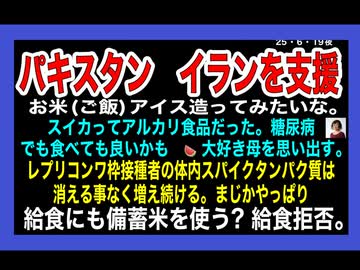 25・6・19夜
パキスタン　イランを支援
お米(ご飯)アイス造ってみたいな。
スイカってアルカリ食品だった。糖尿病
でも食べても良いかも 🍉大好き母を思い出す。
レプリコンワ枠接種者の体内スパイクタンパク質は
消える事なく増え続ける。まじかやっぱり
給食にも備蓄米を使う?給食拒否。